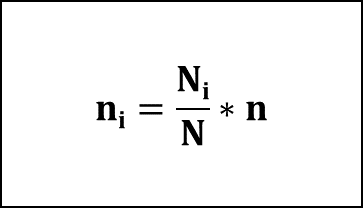 nᵢ = Nᵢ/N * n